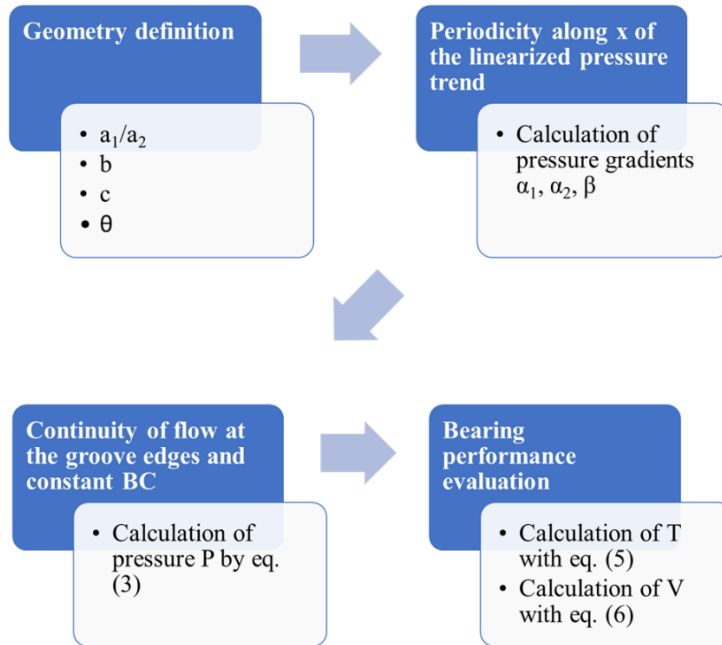 Geometry definition
• a₁/a₂
• b
• c
• θ
Periodicity along x of
the linearized pressure
trend
• Calculation of
pressure gradients
α₁, α₂, β
Continuity of flow at
the groove edges and
constant BC
• Calculation of
pressure P by eq.
(3)
Bearing
performance
evaluation
• Calculation of T
with eq. (5)
• Calculation of V
with eq. (6)